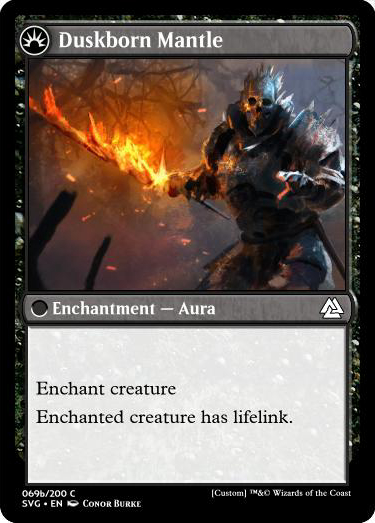 Duskborn Mantle
Enchantment — Aura
Enchant creature
Enchanted creature has lifelink.
069b/200 C
SVG • EN Conor Burke
[Custom] ™&© Wizards of the Coast